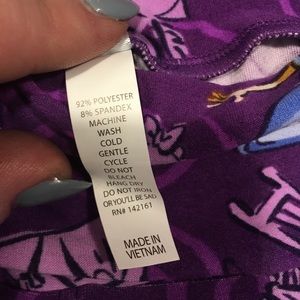 92% POLYESTER
8% SPANDEX
MACHINE
WASH
COLD
GENTLE
CYCLE
DO NOT
BLEACH
HANG DRY
DO NOT IRON
OR YOU'LL BE SAD
RN# 142161
MADE IN
VIETNAM